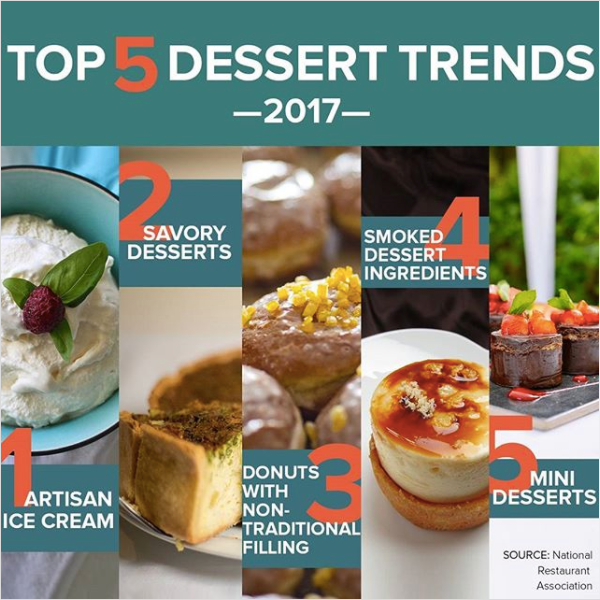 TOP 5 DESSERT TRENDS
—2017—
1
ARTISAN
ICE CREAM
2
SAVORY
DESSERTS
3
DONUTS
WITH
NON-
TRADITIONAL
FILLING
4
SMOKED
DESSERT
INGREDIENTS
5
MINI
DESSERTS
SOURCE: National
Restaurant
Association